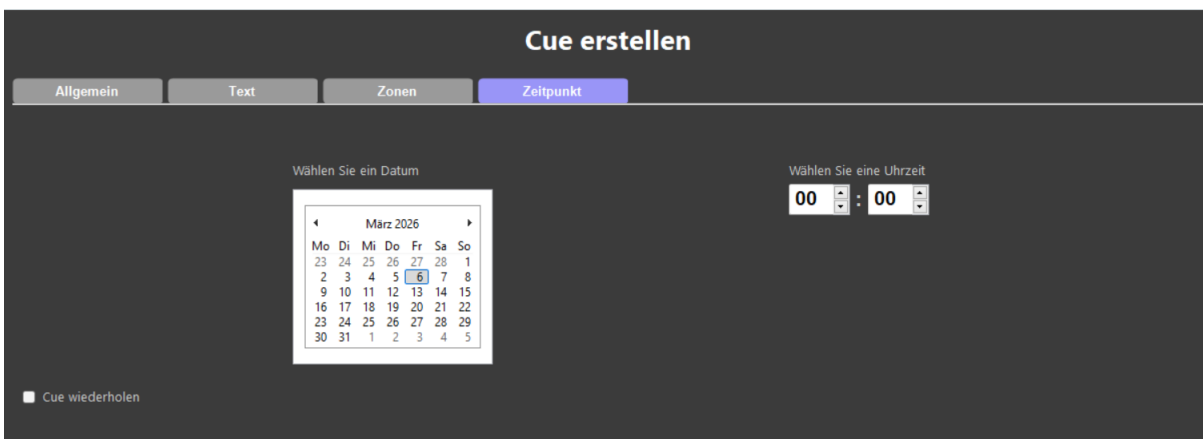 Cue erstellen
Allgemein Text Zonen Zeitpunkt
Wählen Sie ein Datum
Wählen Sie eine Uhrzeit
00 : 00
März 2026
Mo Di Mi Do Fr Sa So
23 24 25 26 27 28 1
2 3 4 5 6 7 8
9 10 11 12 13 14 15
16 17 18 19 20 21 22
23 24 25 26 27 28 29
30 31 1 2 3 4 5
Cue wiederholen